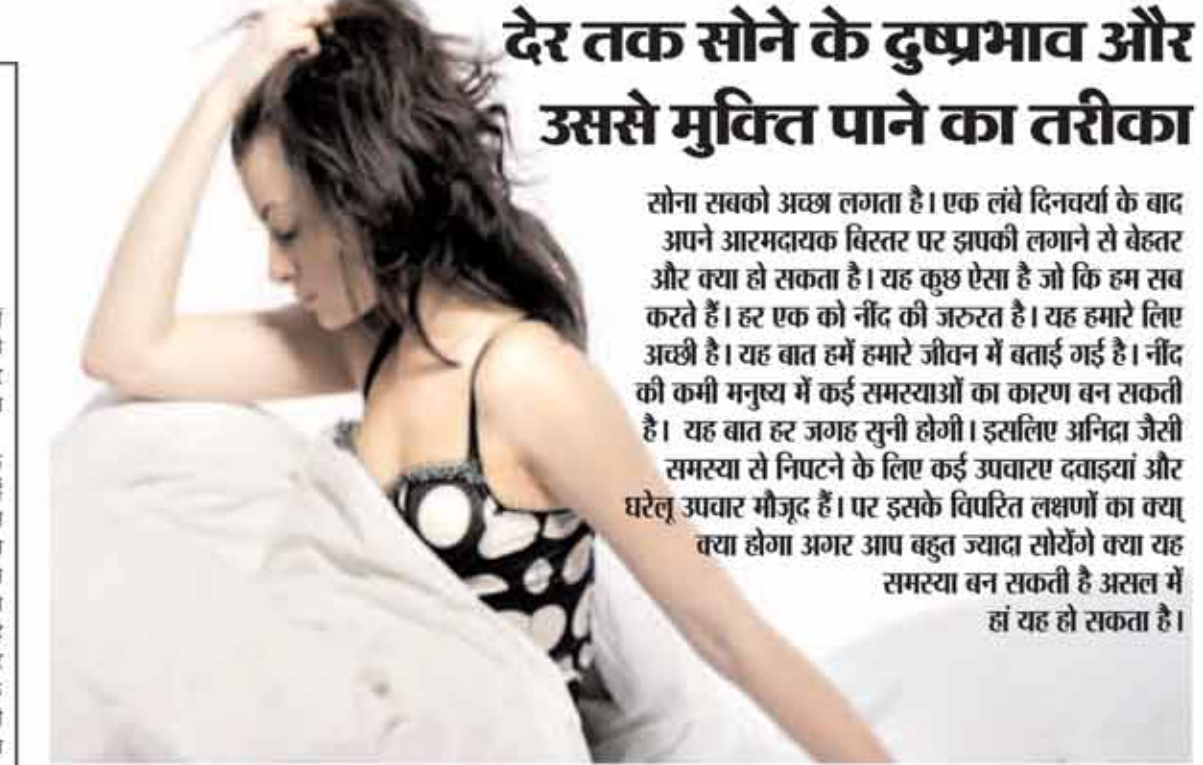 देर तक सोने के दुष्प्रभाव और
उससे मुक्ति पाने का तरीका
सोना सबको अच्छा लगता है। एक लंबे दिनचर्या के बाद
अपने आरमदायक बिस्तर पर झपकी लगाने से बेहतर
और क्या हो सकता है। यह कुछ ऐसा है जो कि हम सब
करते हैं। हर एक को नींद की जरुरत है। यह हमारे लिए
अच्छी है। यह बात हमें हमारे जीवन में बताई गई है। नींद
की कमी मनुष्य में कई समस्याओं का कारण बन सकती
है। यह बात हर जगह सुनी होगी। इसलिए अनिद्रा जैसी
समस्या से निपटने के लिए कई उपचारए दवाइयां और
घरेलू उपचार मौजूद हैं। पर इसके विपरित लक्षणों का क्या्
क्या होगा अगर आप बहुत ज्यादा सोयेंगे क्या यह
समस्या बन सकती है असल में
हां यह हो सकता है।